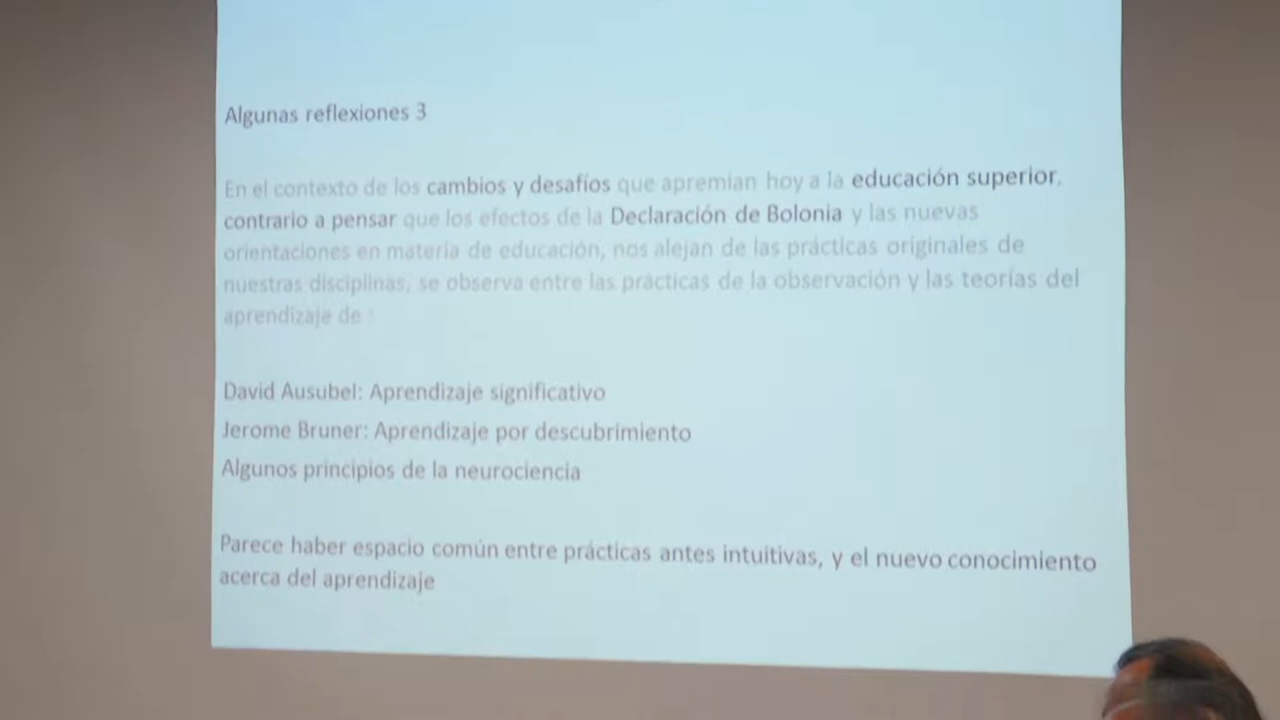 Algunas reflexiones 3
En el contexto de los cambios y desafíos que apremian hoy a la educación superior,
contrario a pensar que los efectos de la Declaración de Bolonia y las nuevas
orientaciones en materia de educación, nos alejan de las prácticas originales de
nuestras disciplinas, se observa entre las prácticas de la observación y las teorías del
aprendizaje de :
David Ausubel: Aprendizaje significativo
Jerome Bruner: Aprendizaje por descubrimiento
Algunos principios de la neurociencia
Parece haber espacio común entre prácticas antes intuitivas, y el nuevo conocimiento
acerca del aprendizaje